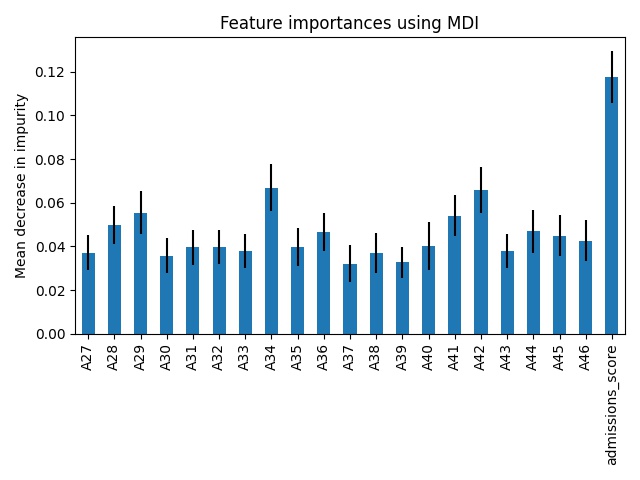 Feature importances using MDI
Mean decrease in impurity
0.12
0.10
0.08
0.06
0.04
0.02
0.00
A27
A28
A29
A30
A31
A32
A33
A34
A35
A36
A37
A38
A39
A40
A41
A42
A43
A44
A45
A46
admissions_score